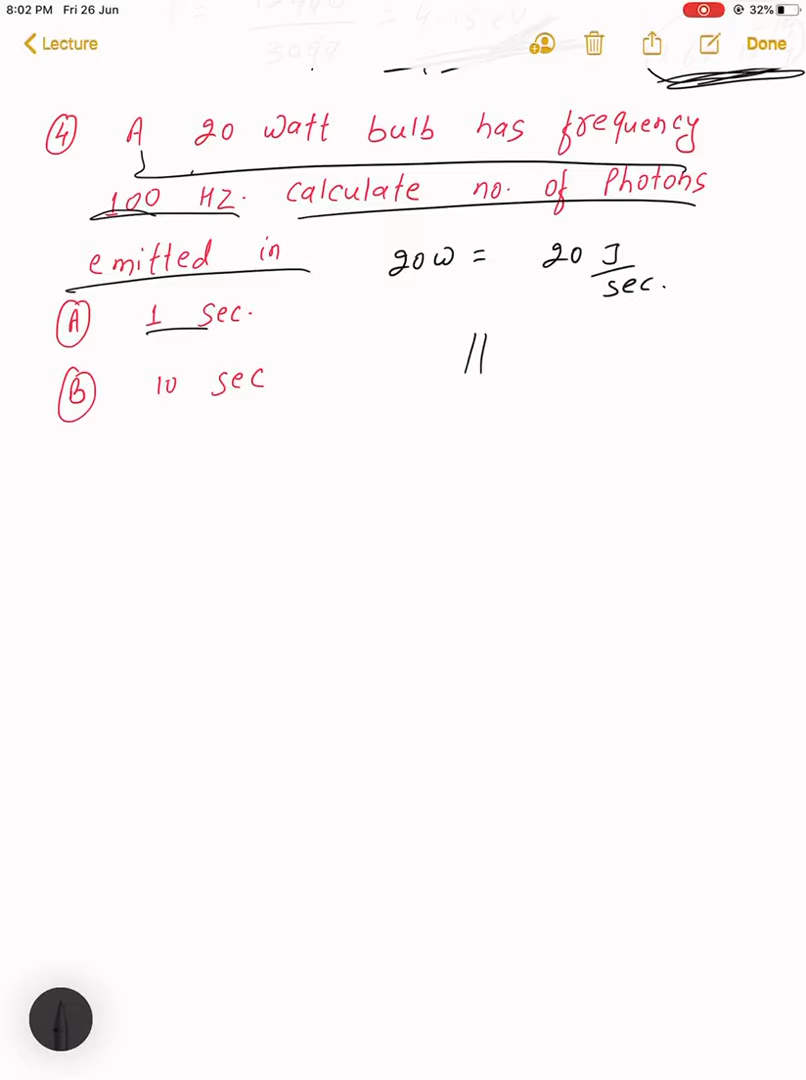 8:02 PM Fri 26 Jun
32%
Lecture
Done
4 A 20 watt bulb has frequency
100 HZ. Calculate no. of Photons
emitted in 20W = 20 J/sec.
A 1 sec.
B 10 sec